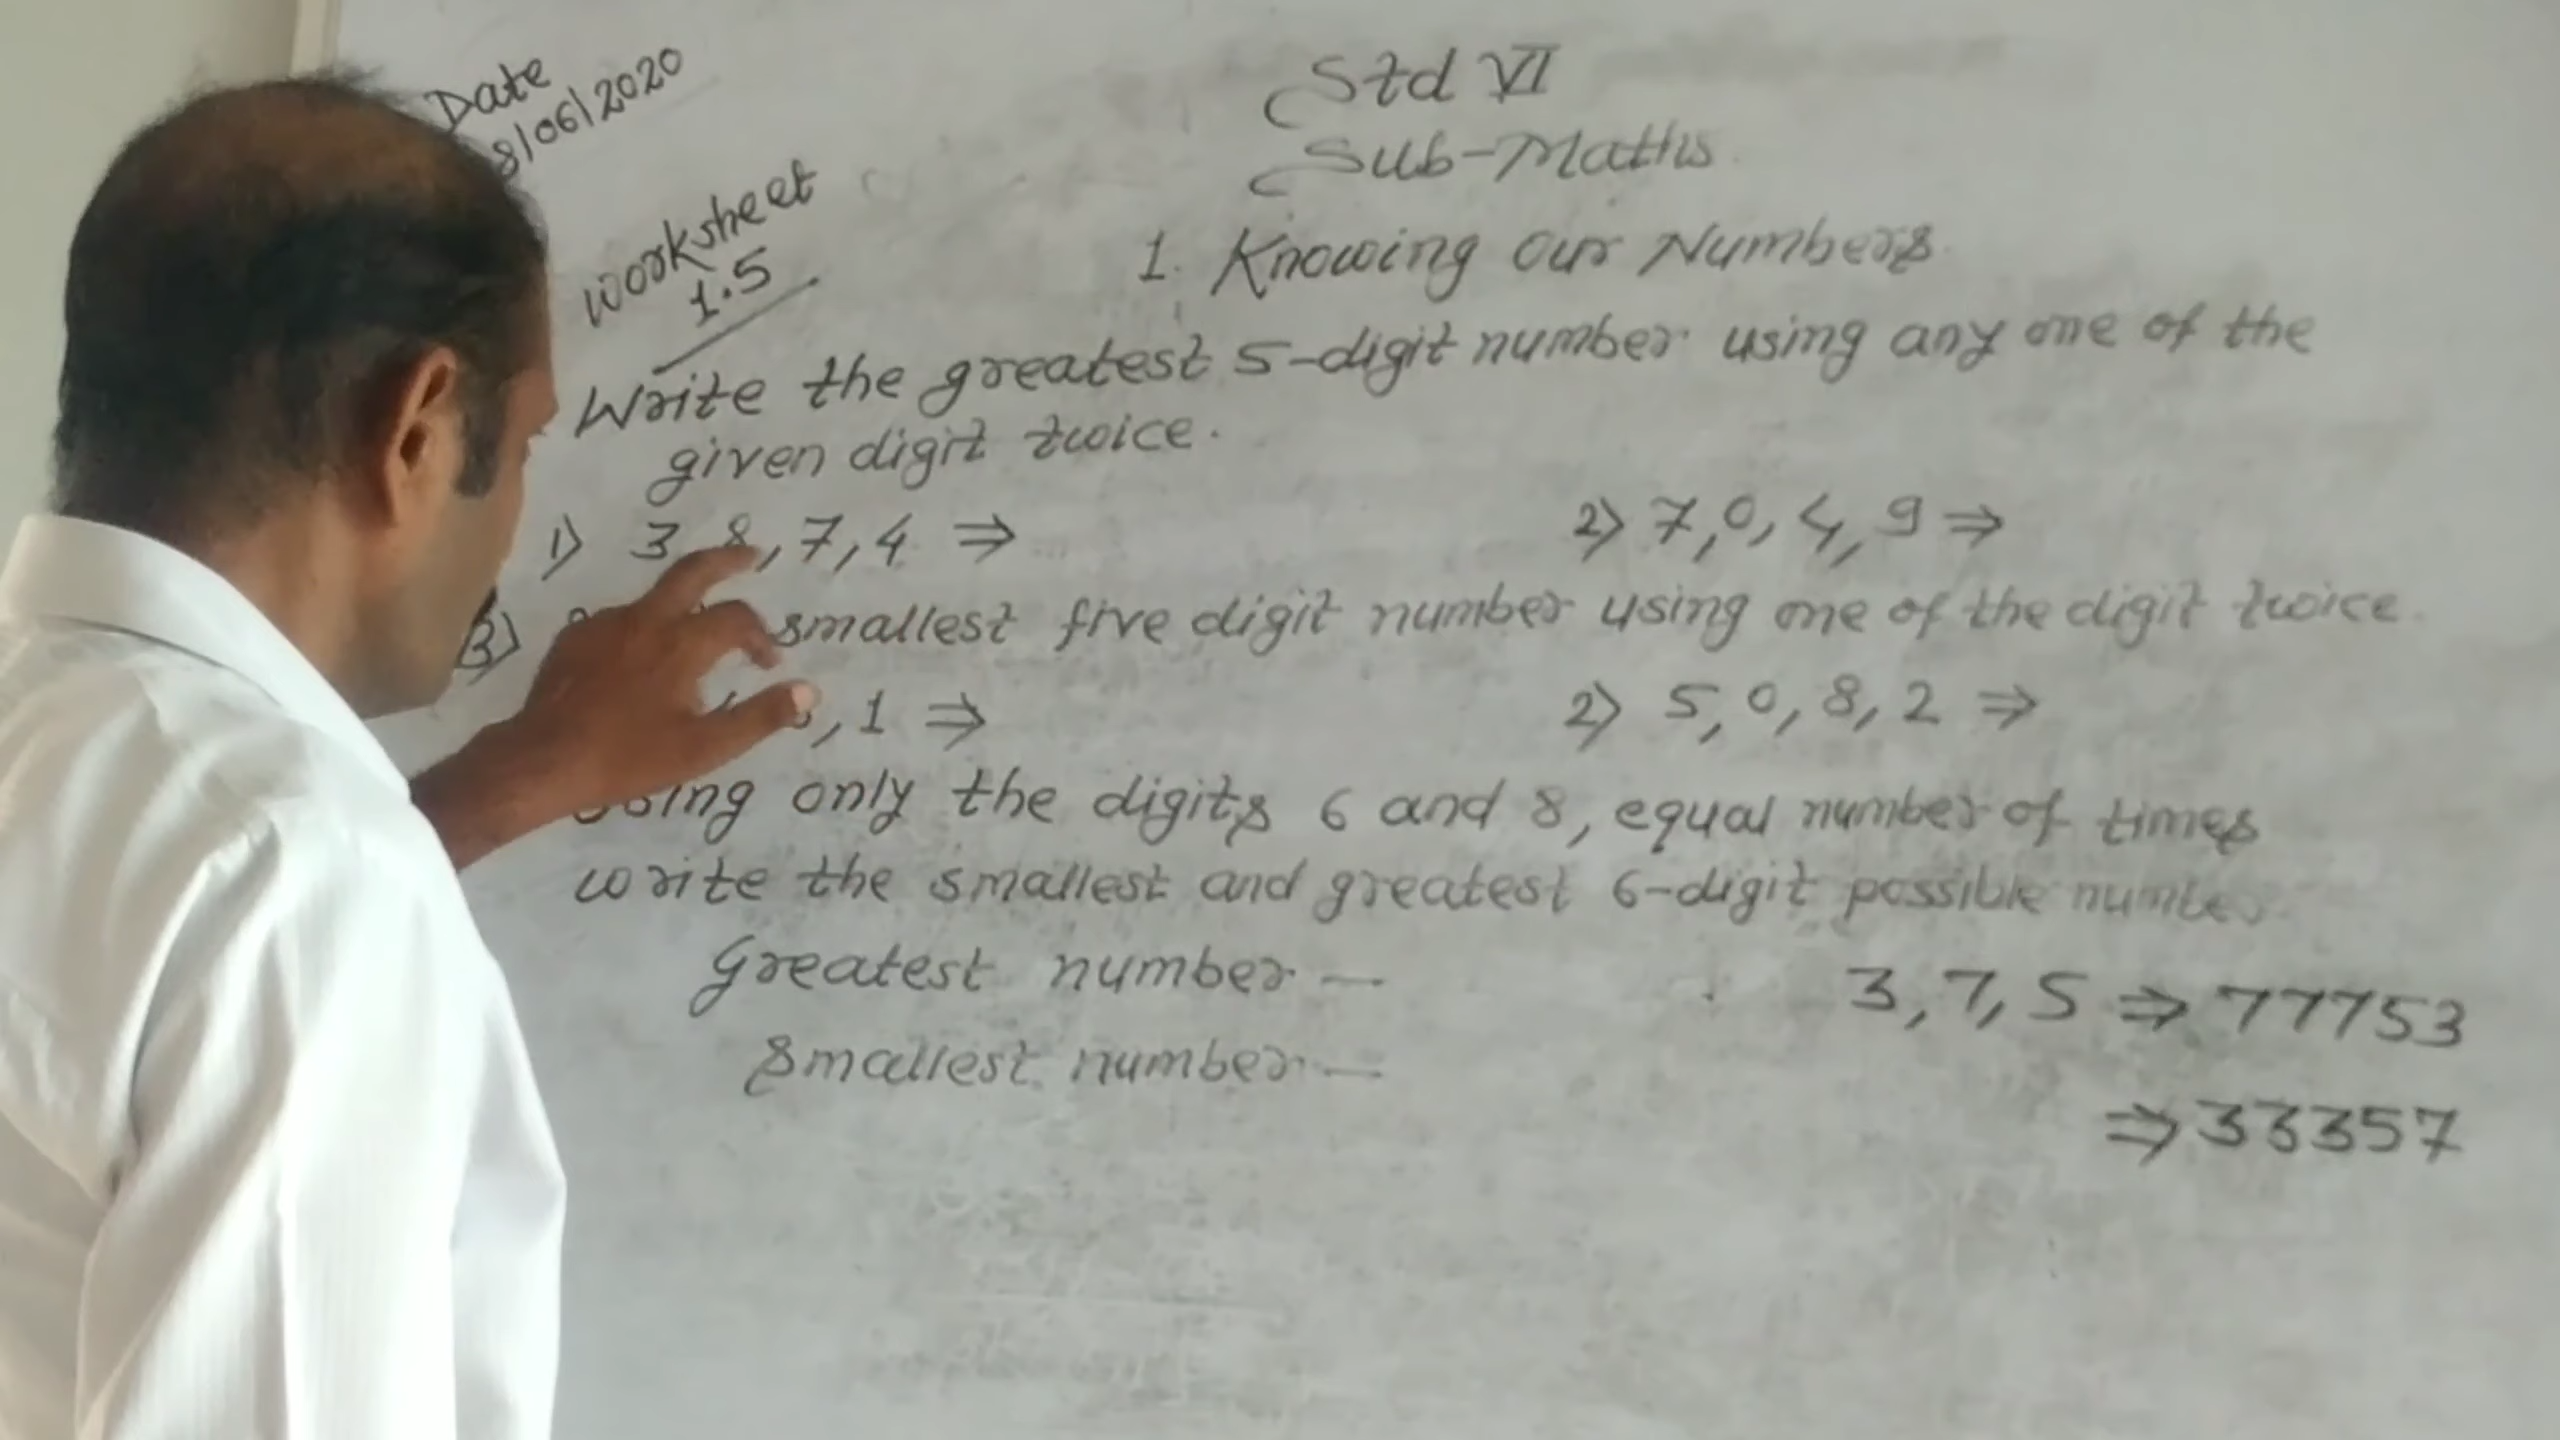 Date
8/06/2020
Worksheet
1.5
Std VI
Sub-Maths
1. Knowing Our Numbers
Write the greatest 5-digit number using any one of the
given digit twice.
1) 3 8,7,4 ⇒
2) 7,0,4,9 ⇒
3) smallest five digit number using one of the digit twice.
,1 ⇒
2) 5,0,8,2 ⇒
only the digits 6 and 8, equal number of times
write the smallest and greatest 6-digit possible
Greatest number —
Smallest number —
3,7,5 ⇒ 77753
⇒ 33357